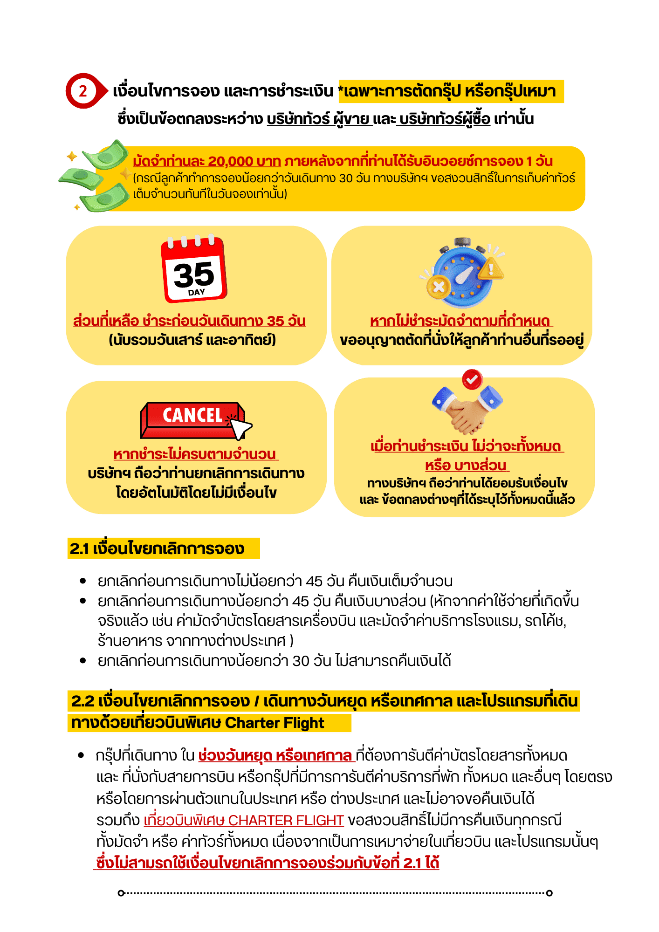 2 เงื่อนไขการจอง และการชำระเงิน *เฉพาะการตัดกรุ๊ป หรือกรุ๊ปเหมา
ซึ่งเป็นข้อตกลงระหว่าง บริษัททัวร์ ผู้ขาย และ บริษัททัวร์ผู้ซื้อ เท่านั้น
มัดจำท่านละ 20,000 บาท ภายหลังจากที่ท่านได้รับอินวอยซ์การจอง 1 วัน
(กรณีลูกค้าทำการจองน้อยกว่าวันเดินทาง 30 วัน ทางบริษัทฯ ขอสงวนสิทธิ์ในการเก็บค่าทัวร์
เต็มจำนวนทันทีในวันจองเท่านั้น)
35
DAY
ส่วนที่เหลือ ชำระก่อนวันเดินทาง 35 วัน
(นับรวมวันเสาร์ และอาทิตย์)
หากไม่ชำระมัดจำตามที่กำหนด
ขออนุญาตตัดที่นั่งให้ลูกค้าท่านอื่นที่รออยู่
CANCEL
หากชำระไม่ครบตามจำนวน
บริษัทฯ ถือว่าท่านยกเลิกการเดินทาง
โดยอัตโนมัติโดยไม่มีเงื่อนไข
เมื่อท่านชำระเงิน ไม่ว่าจะทั้งหมด
หรือ บางส่วน
ทางบริษัทฯ ถือว่าท่านได้ยอมรับเงื่อนไข
และ ข้อตกลงต่างๆที่ได้ระบุไว้ทั้งหมดนี้แล้ว
2.1 เงื่อนไขยกเลิกการจอง
• ยกเลิกก่อนการเดินทางไม่น้อยกว่า 45 วัน คืนเงินเต็มจำนวน
• ยกเลิกก่อนการเดินทางน้อยกว่า 45 วัน คืนเงินบางส่วน (หักจากค่าใช้จ่ายที่เกิดขึ้น
จริงแล้ว เช่น ค่ามัดจำบัตรโดยสารเครื่องบิน และมัดจำค่าบริการโรงแรม, รถโค้ช,
ร้านอาหาร จากทางต่างประเทศ )
• ยกเลิกก่อนการเดินทางน้อยกว่า 30 วัน ไม่สามารถคืนเงินได้
2.2 เงื่อนไขยกเลิกการจอง / เดินทางวันหยุด หรือเทศกาล และโปรแกรมที่เดิน
ทางด้วยเที่ยวบินพิเศษ Charter Flight
• กรุ๊ปที่เดินทาง ใน ช่วงวันหยุด หรือเทศกาล ที่ต้องการันตีค่าบัตรโดยสารทั้งหมด
และ ที่นั่งกับสายการบิน หรือกรุ๊ปที่มีการการันตีค่าบริการที่พัก ทั้งหมด และอื่นๆ โดยตรง
หรือโดยการผ่านตัวแทนในประเทศ หรือ ต่างประเทศ และไม่อาจขอคืนเงินได้
รวมถึง เที่ยวบินพิเศษ CHARTER FLIGHT ขอสงวนสิทธิ์ไม่มีการคืนเงินทุกกรณี
ทั้งมัดจำ หรือ ค่าทัวร์ทั้งหมด เนื่องจากเป็นการเหมาจ่ายในเที่ยวบิน และโปรแกรมนั้นๆ
ซึ่งไม่สามรถใช้เงื่อนไขยกเลิกการจองร่วมกับข้อที่ 2.1 ได้